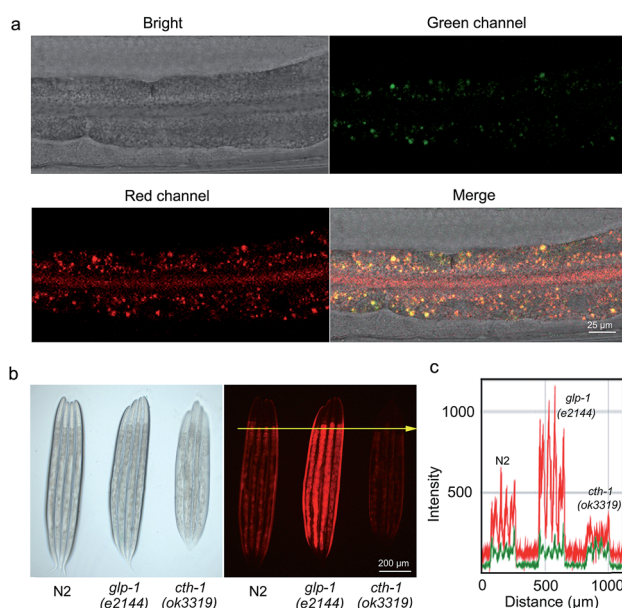 a
Bright
Green channel
Red channel
Merge
25 µm
b
200 µm
N2
glp-1
(e2144)
cth-1
(ok3319)
N2
glp-1
(e2144)
cth-1
(ok3319)
c
Intensity
1000
500
N2
glp-1
(e2144)
cth-1
(ok3319)
0
500
1000
Distance (µm)